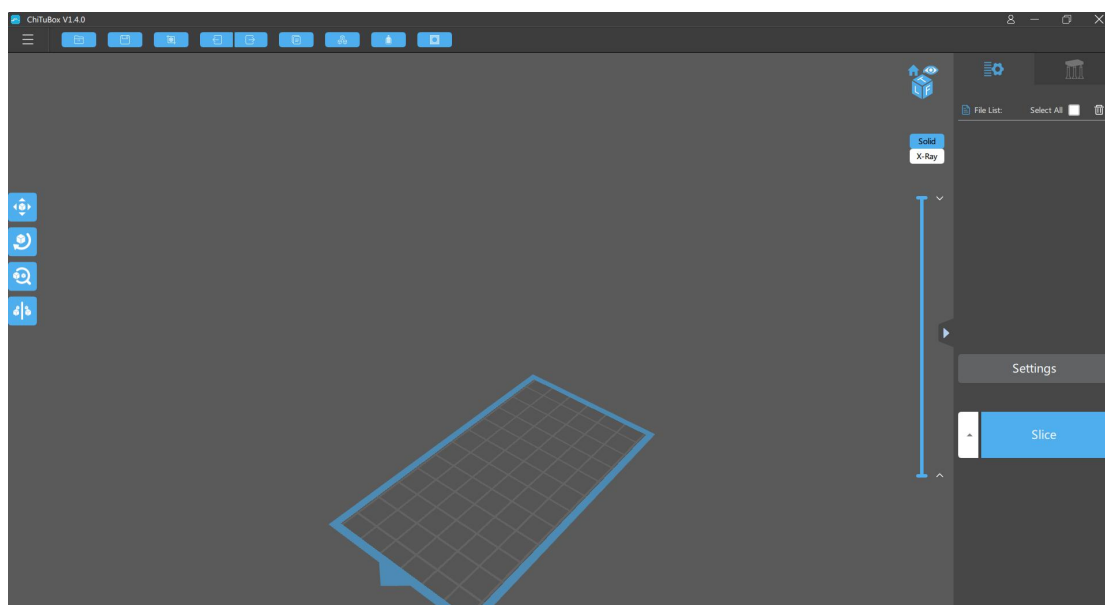 ChiTuBox V1.4.0
File List:
Select All
Solid
X-Ray
T
L F
Settings
Slice